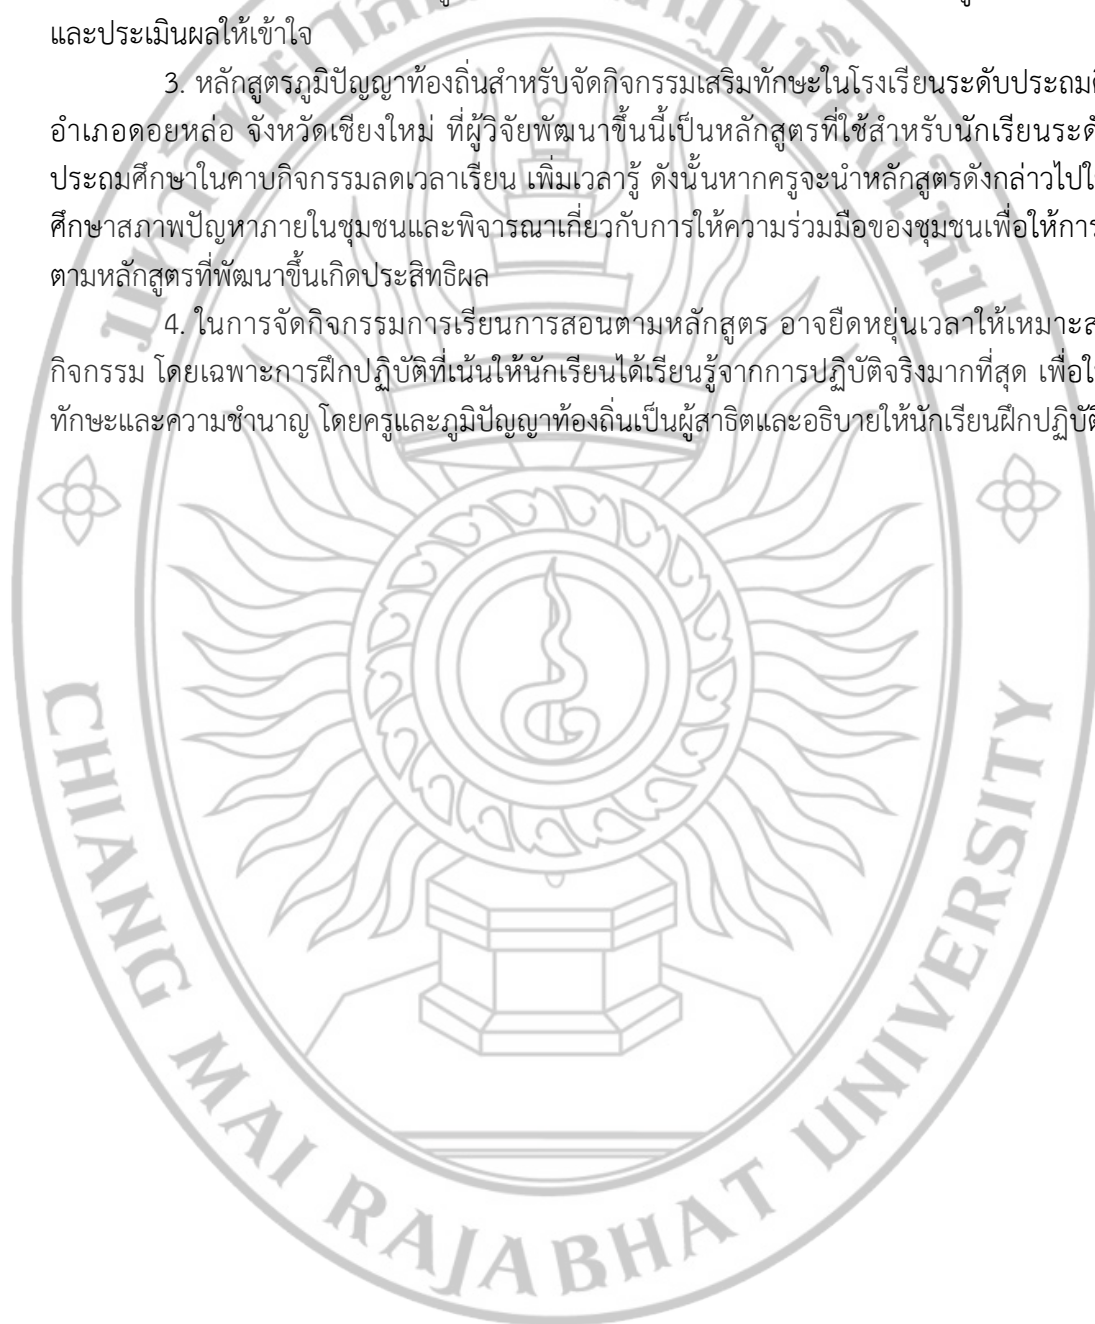 และประเมินผลให้เข้าใจ
3. หลักสูตรภูมิปัญญาท้องถิ่นสำหรับจัดกิจกรรมเสริมทักษะในโรงเรียนระดับประถม
อำเภอดอยหล่อ จังหวัดเชียงใหม่ ที่ผู้วิจัยพัฒนาขึ้นนี้เป็นหลักสูตรที่ใช้สำหรับนักเรียน
ประถมศึกษาในคาบกิจกรรมลดเวลาเรียน เพิ่มเวลารู้ ดังนั้นหากครูจะนำหลักสูตรดังกล่าวไป
ศึกษาสภาพปัญหาภายในชุมชนและพิจารณาเกี่ยวกับการให้ความร่วมมือของชุมชนเพื่อให้การ
ตามหลักสูตรที่พัฒนาขึ้นเกิดประสิทธิผล
4. ในการจัดกิจกรรมการเรียนการสอนตามหลักสูตร อาจยืดหยุ่นเวลาให้
กิจกรรม โดยเฉพาะการฝึกปฏิบัติที่เน้นให้นักเรียนได้เรียนรู้จากการปฏิบัติจริงมากที่สุด
ทักษะและความชำนาญ โดยครูและภูมิปัญญาท้องถิ่นเป็นผู้สาธิตและอธิบายให้นักเรียนฝึกปฏิบัติ
CHIANG MAI RAJABHAT UNIVERSITY